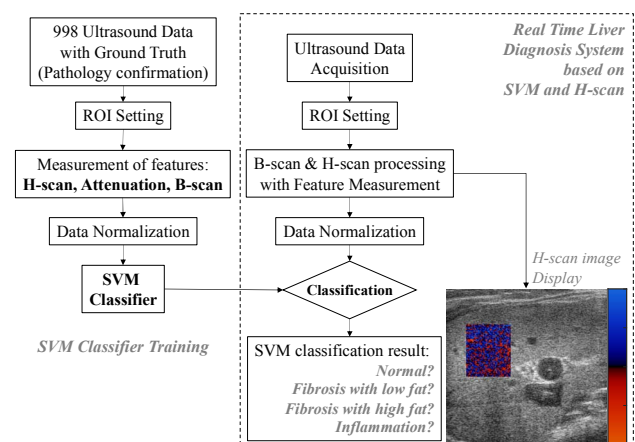 998 Ultrasound Data
with Ground Truth
(Pathology confirmation)
ROI Setting
Measurement of features:
H-scan, Attenuation, B-scan
Data Normalization
SVM
Classifier
SVM Classifier Training
Real Time Liver
Diagnosis System
based on
SVM and H-scan
Ultrasound Data
Acquisition
ROI Setting
B-scan & H-scan processing
with Feature Measurement
Data Normalization
Classification
H-scan image
Display
SVM classification result:
Normal?
Fibrosis with low fat?
Fibrosis with high fat?
Inflammation?